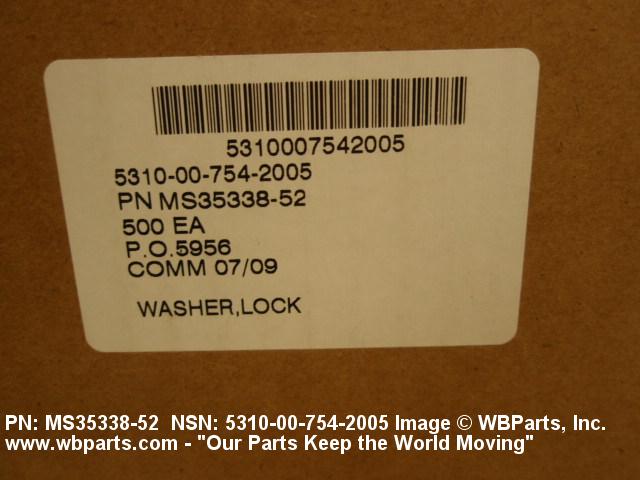 5310007542005
5310-00-754-2005
PN MS35338-52
500 EA
P.O.5956
COMM 07/09
WASHER,LOCK
PN: MS35338-52  NSN: 5310-00-754-2005 Image © WBParts, Inc.
www.wbparts.com - "Our Parts Keep the World Moving"